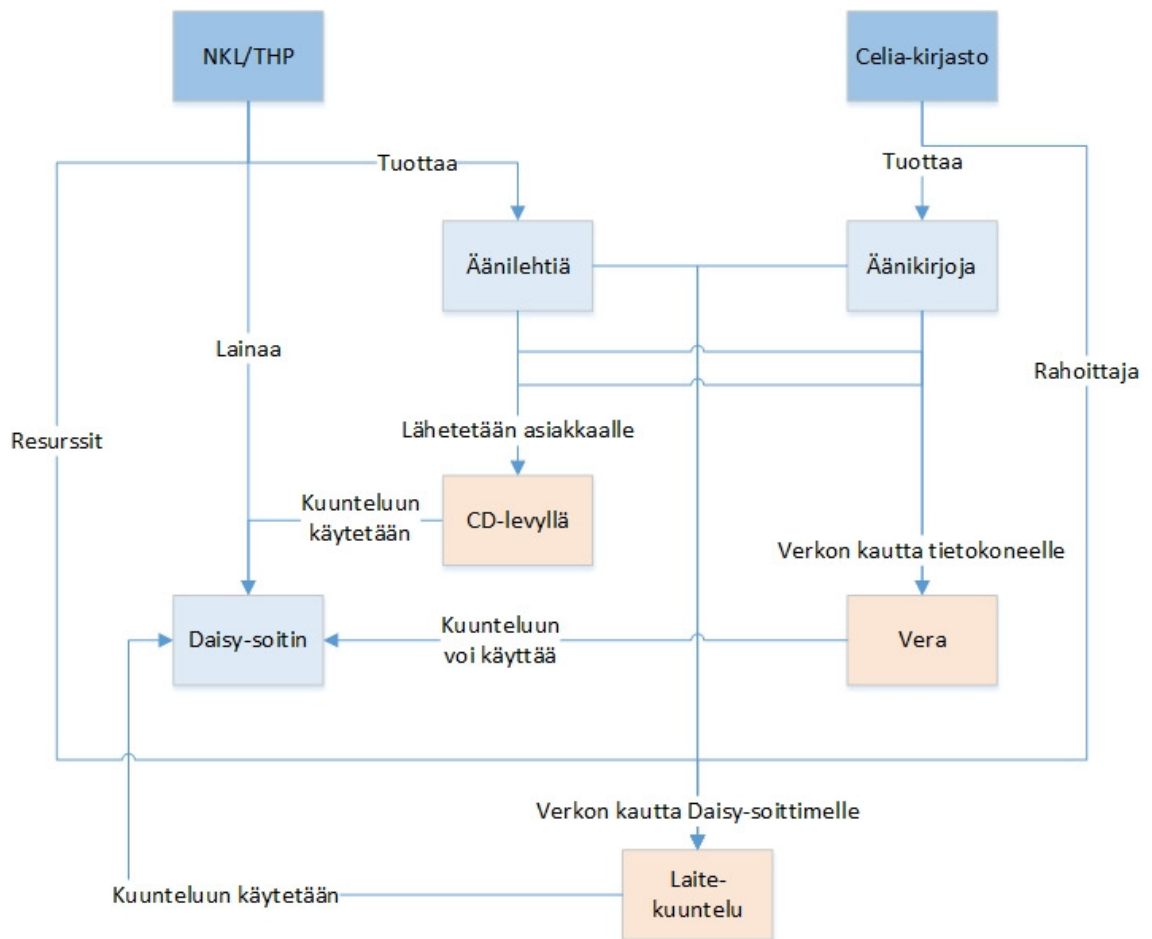 NKL/THP
Celia-kirjasto
Tuottaa
Tuottaa
Äänilehtiä
Äänikirjoja
Lainaa
Rahoittaja
Resurssit
Lähetetään asiakkaalle
Kuunteluun
käytetään
CD-levyllä
Verkon kautta tietokoneelle
Daisy-soitin
Kuunteluun
voi käyttää
Vera
Verkon kautta Daisy-soittimelle
Kuunteluun käytetään
Laite-
kuuntelu